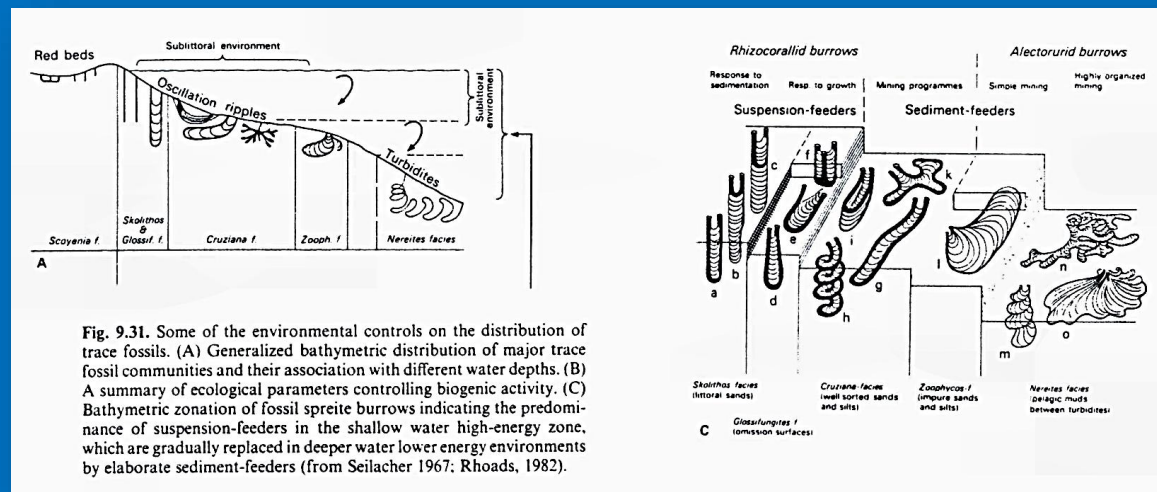 Sublittoral environment
Red beds
Oscillation ripples
Sublittoral
environment
Turbidites
Skolithos
&
Scoyenia f.
Glossif. f.
Cruziana f.
Zooph. f
Nereites facies
A
Fig. 9.31. Some of the environmental controls on the distribution of
trace fossils. (A) Generalized bathymetric distribution of major trace
fossil communities and their association with different water depths. (B)
A summary of ecological parameters controlling biogenic activity. (C)
Bathymetric zonation of fossil spreite burrows indicating the predomi-
nance of suspension-feeders in the shallow water high-energy zone,
which are gradually replaced in deeper water lower energy environments
by elaborate sediment-feeders (from Seilacher 1967; Rhoads, 1982).
Rhizocorallid burrows
Alectorurid burrows
Response to
sedimentation
Resp to growth
Mining programmes
Simple mining
Highly organized
mining
Suspension-feeders
Sediment-feeders
a
b
c
d
e
f
g
h
i
k
l
m
n
o
Skolithos facies
(littoral sands)
Glossifungites f
(omission surfaces)
Cruziana-facies
(well sorted sands
and silts)
Zoophycos-f
(impure sands
and silts)
Nereites facies
(pelagic muds
between turbidites)
C